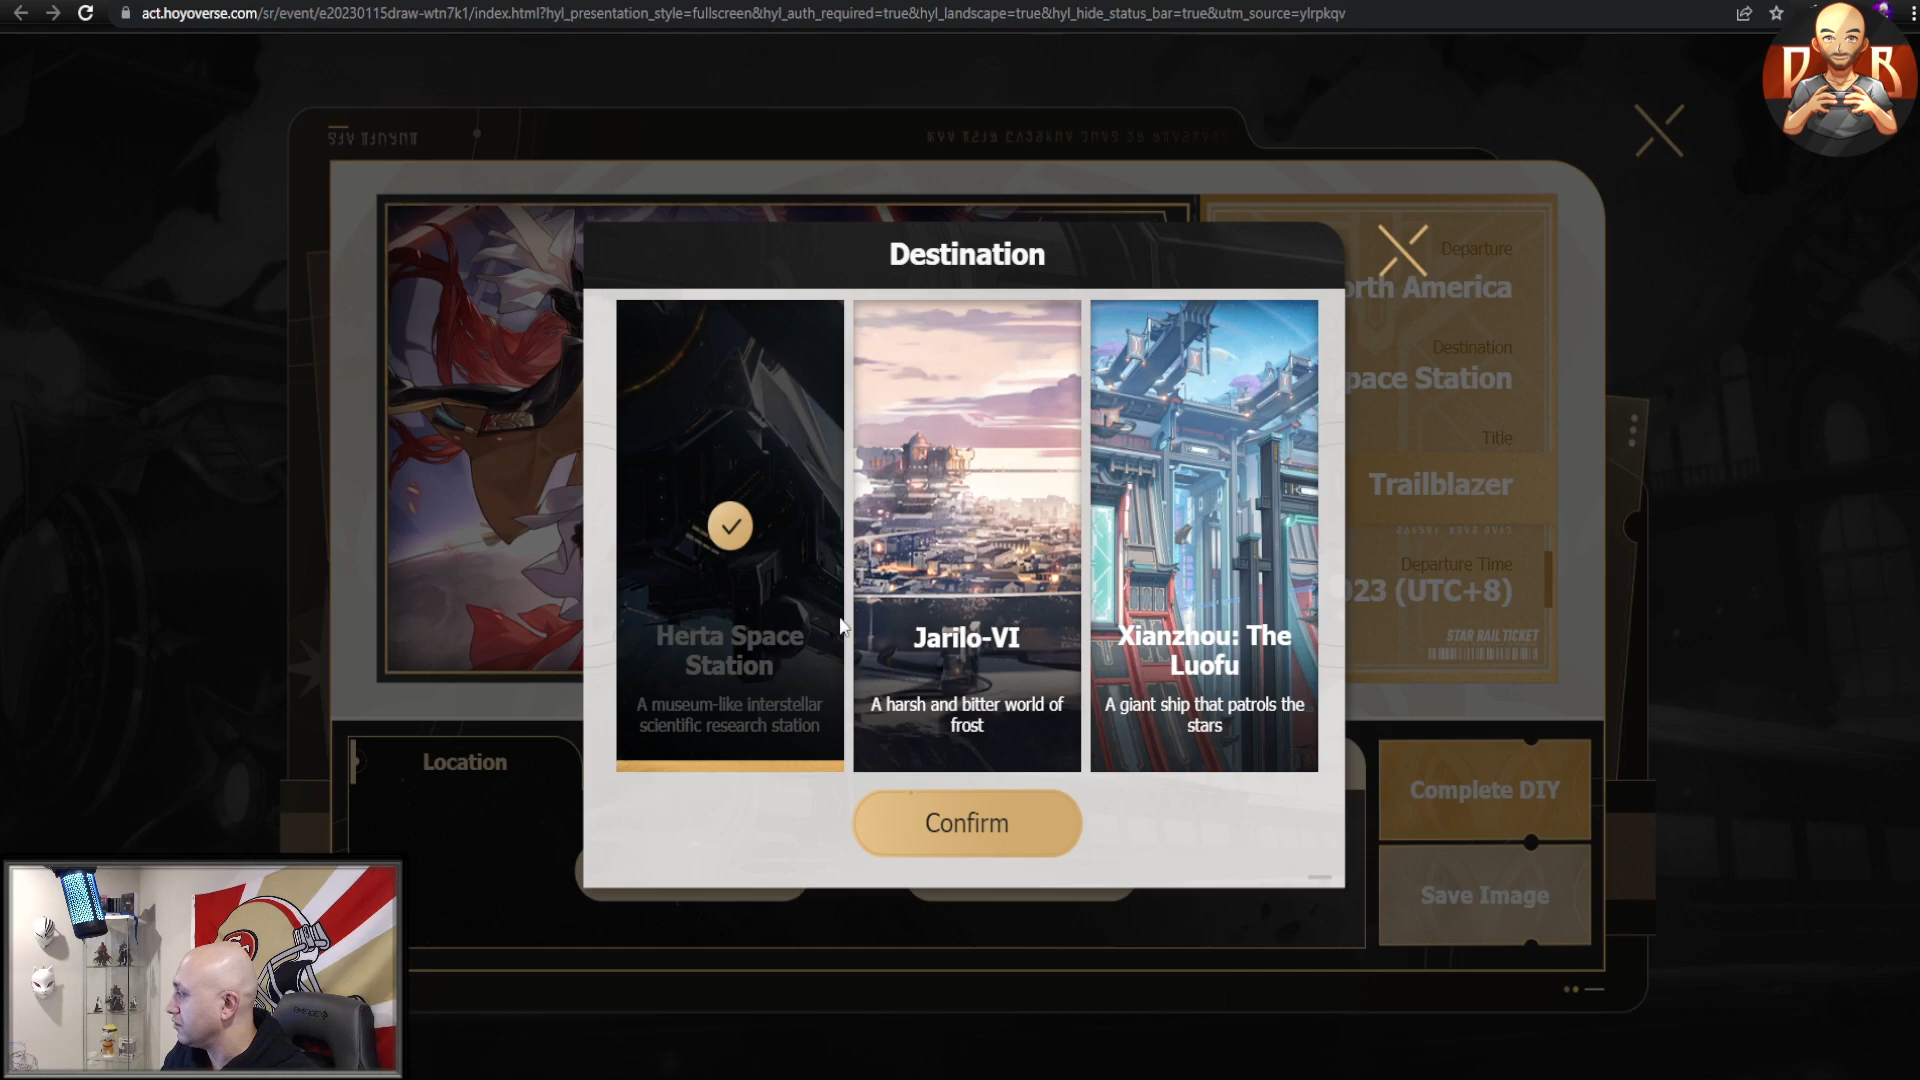 act.hoyoverse.com/sr/event/e20230115draw-wtn7k1/index.html?hyl_presentation_style=fullscreen&hyl_auth_required=true&hyl_landscape=true&hyl_hide_status_bar=true&utm_source=ylrpkqv
Destination
Departure
orth America
Destination
pace Station
Title
Trailblazer
Departure Time
023 (UTC+8)
STAR RAIL TICKET
Herta Space
Station
A museum-like interstellar
scientific research station
Jarilo-VI
A harsh and bitter world of
frost
Xianzhou: The
Luofu
A giant ship that patrols the
stars
Location
Confirm
Complete DIY
Save Image